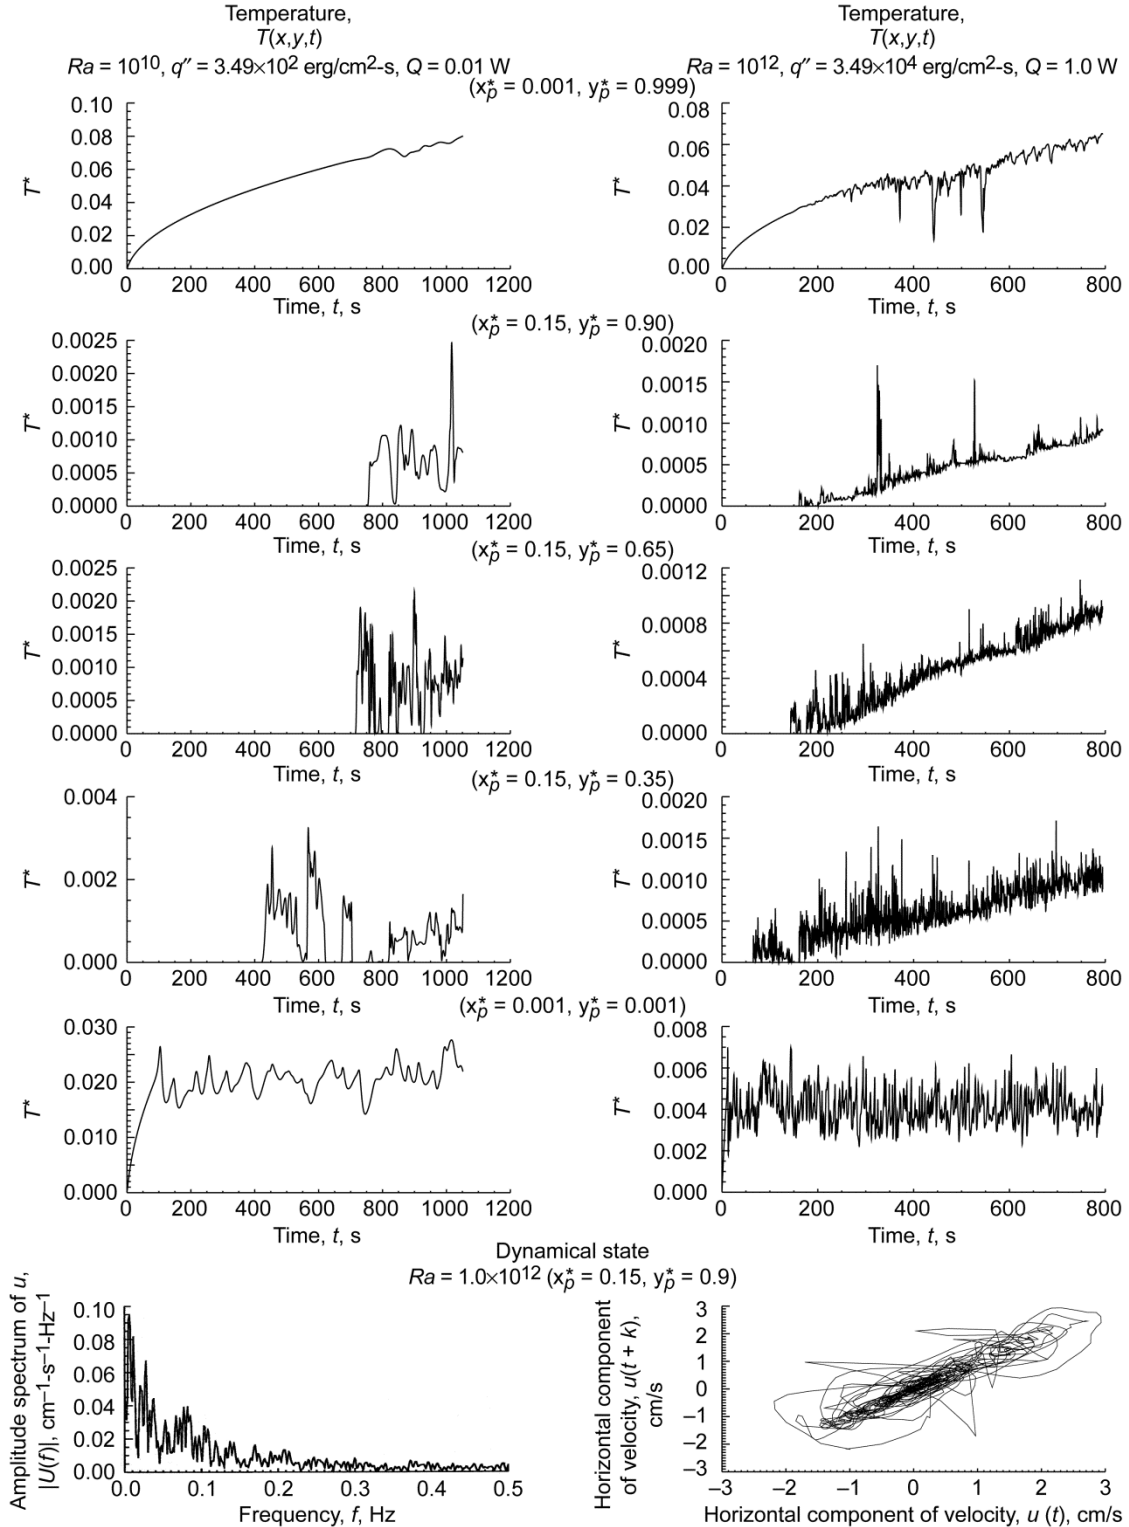 Temperature,
T(x,y,t)
Ra = 10^10, q″ = 3.49×10^2 erg/cm2-s, Q = 0.01 W
Temperature,
T(x,y,t)
Ra = 10^12, q″ = 3.49×10^4 erg/cm2-s, Q = 1.0 W
(x*p = 0.001, y*p = 0.999)
0.10
0.08
0.06
0.04
0.02
0.00
T*
0 200 400 600 800 1000 1200
Time, t, s
0.08
0.06
0.04
0.02
0.00
T*
0 200 400 600 800
Time, t, s
(x*p = 0.15, y*p = 0.90)
0.0025
0.0020
0.0015
0.0010
0.0005
0.0000
T*
0 200 400 600 800 1000 1200
Time, t, s
0.0020
0.0015
0.0010
0.0005
0.0000
T*
0 200 400 600 800
Time, t, s
(x*p = 0.15, y*p = 0.65)
0.0025
0.0020
0.0015
0.0010
0.0005
0.0000
T*
0 200 400 600 800 1000 1200
Time, t, s
0.0012
0.0008
0.0004
0.0000
T*
0 200 400 600 800
Time, t, s
(x*p = 0.15, y*p = 0.35)
0.004
0.002
0.000
T*
0 200 400 600 800 1000 1200
Time, t, s
0.0020
0.0015
0.0010
0.0005
0.0000
T*
0 200 400 600 800
Time, t, s
(x*p = 0.001, y*p = 0.001)
0.030
0.020
0.010
0.000
T*
0 200 400 600 800 1000 1200
Time, t, s
0.008
0.006
0.004
0.002
0.000
T*
0 200 400 600 800
Time, t, s
Dynamical state
Ra = 1.0×10^12 (x*p = 0.15, y*p = 0.9)
Amplitude spectrum of u,
|U(f)|, cm–1-s–1-Hz–1
0.10
0.08
0.06
0.04
0.02
0.00
0.0 0.1 0.2 0.3 0.4 0.5
Frequency, f, Hz
Horizontal component
of velocity, u(t + k),
cm/s
3
2
1
0
–1
–2
–3
–3 –2 –1 0 1 2 3
Horizontal component of velocity, u (t), cm/s